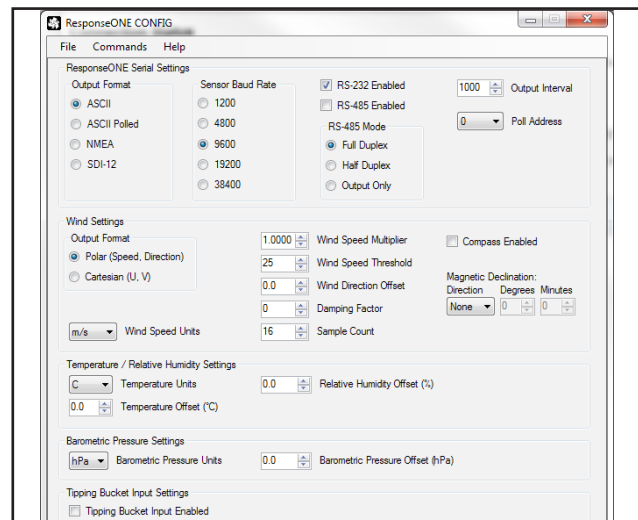 ResponseONE CONFIG
File Commands Help
ResponseONE Serial Settings
Output Format
ASCII
ASCII Polled
NMEA
SDI-12
Sensor Baud Rate
1200
4800
9600
19200
38400
RS-232 Enabled
RS-485 Enabled
RS-485 Mode
Full Duplex
Half Duplex
Output Only
1000 Output Interval
0 Poll Address
Wind Settings
Output Format
Polar (Speed, Direction)
Cartesian (U, V)
m/s Wind Speed Units
1.0000 Wind Speed Multiplier
25 Wind Speed Threshold
0.0 Wind Direction Offset
0 Damping Factor
16 Sample Count
Compass Enabled
Magnetic Declination:
Direction Degrees Minutes
None 0 0
Temperature / Relative Humidity Settings
C Temperature Units
0.0 Temperature Offset (°C)
0.0 Relative Humidity Offset (%)
Barometric Pressure Settings
hPa Barometric Pressure Units
0.0 Barometric Pressure Offset (hPa)
Tipping Bucket Input Settings
Tipping Bucket Input Enabled